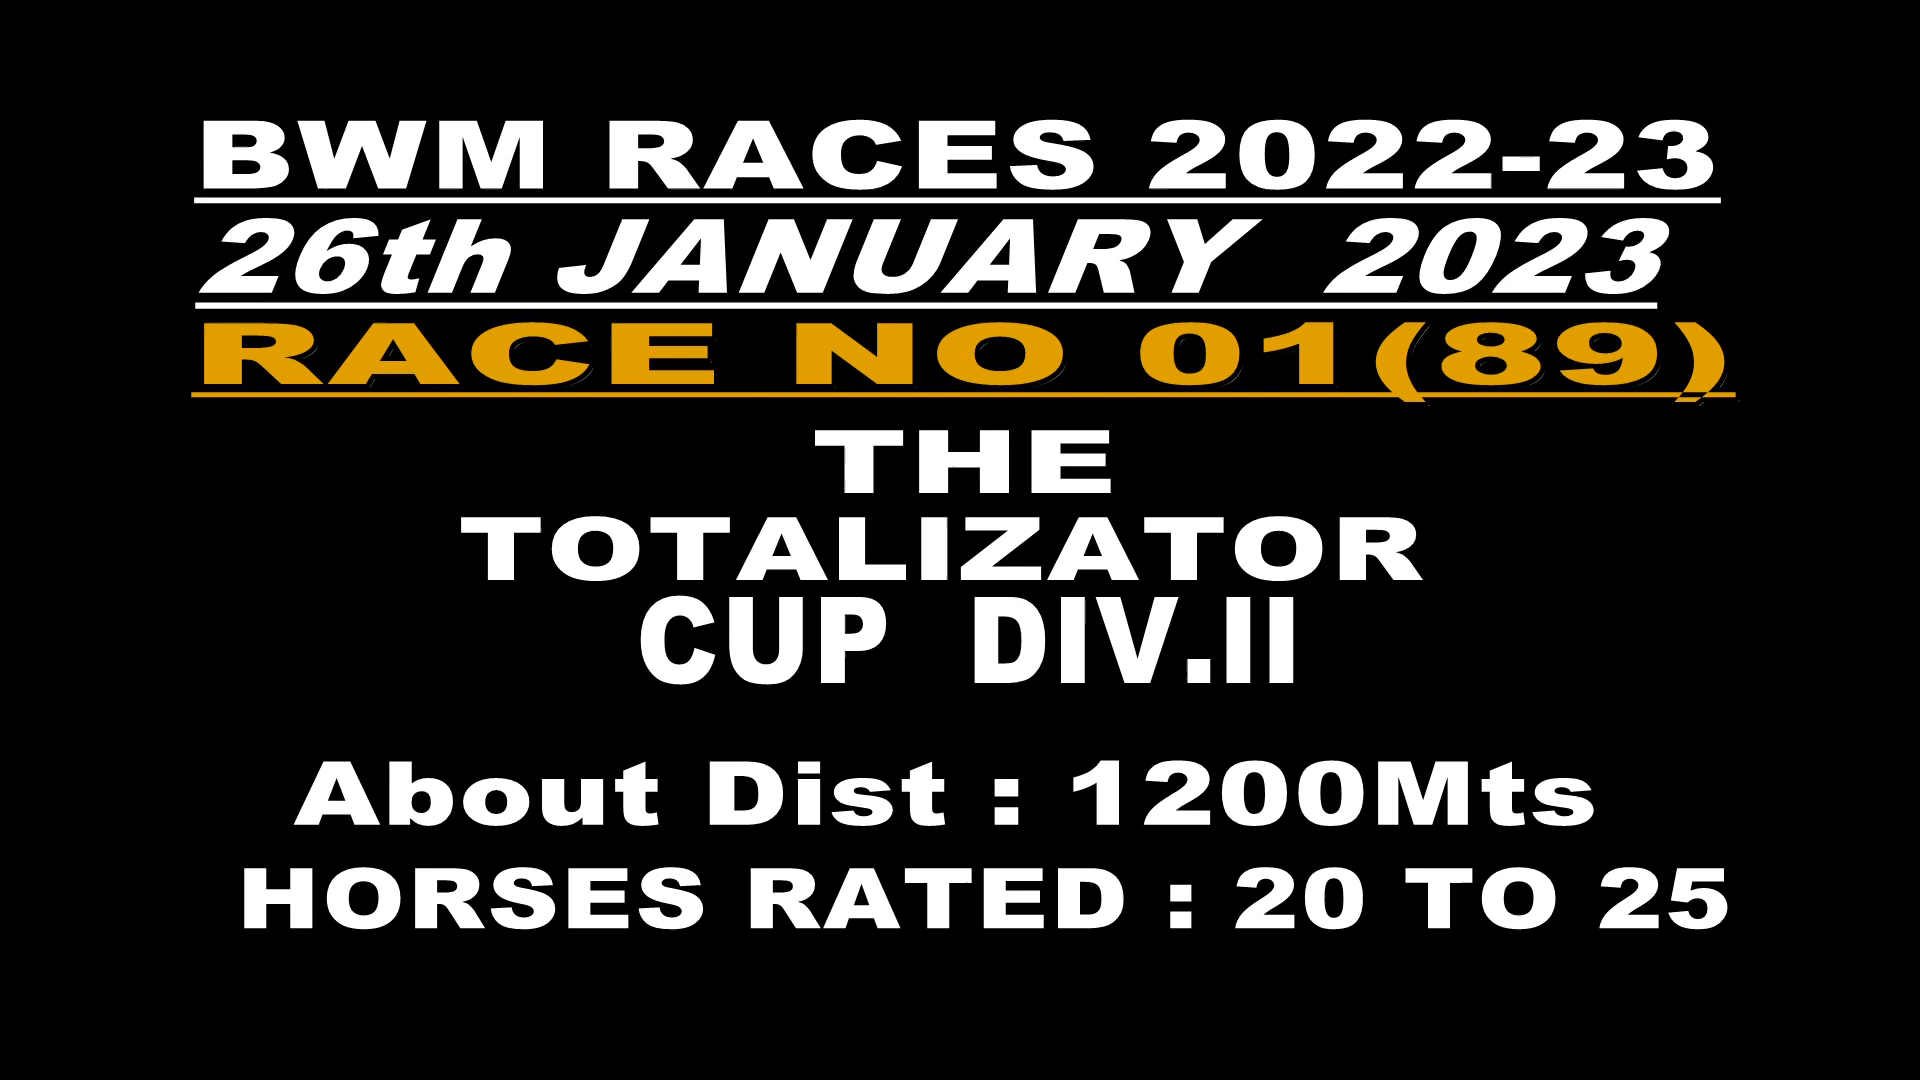 BWM RACES 2022-23
26th JANUARY 2023
RACE NO 01(89)
THE
TOTALIZATOR
CUP DIV.II
About Dist : 1200Mts
HORSES RATED : 20 TO 25